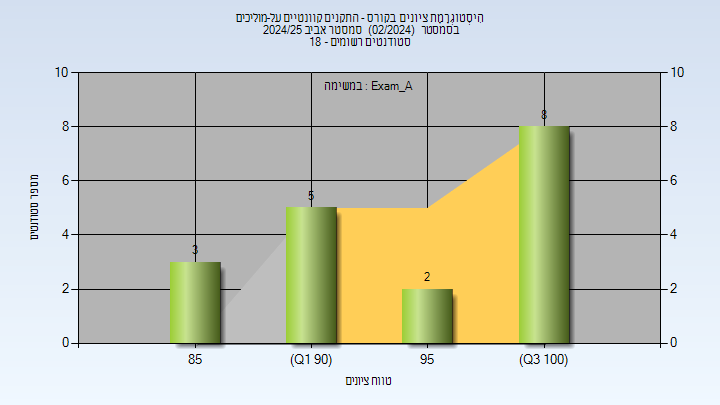 היסטוגרמת ציונים בקורס - התקנים קוונטיים על-מוליכים
בסמסטר (02/2024) סמסטר אביב 2024/25
סטודנטים רשומים - 18
במשימה : Exam_A
10 10
8 8
8
6 6
5
4 4
3
2 2
2
0 0
85 (Q1 90) 95 (Q3 100)
מספר סטודנטים
טווח ציונים